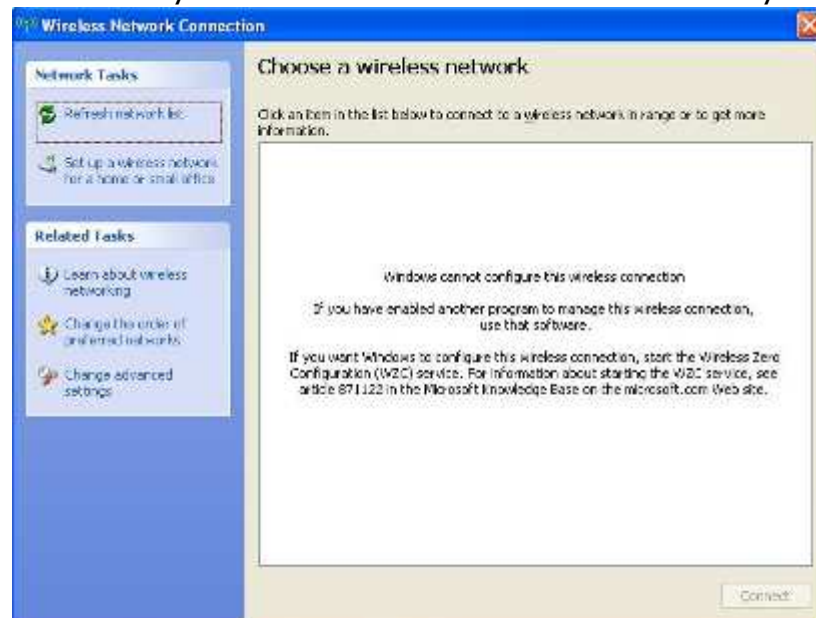 Wireless Network Connection
Network Tasks
Refresh network list
Set up a wireless network
for a home or small office
Related Tasks
Learn about wireless
networking
Change the order of
preferred networks
Change advanced
settings
Choose a wireless network
Click an item in the list below to connect to a wireless network in range or to get more
information.
Windows cannot configure this wireless connection
If you have enabled another program to manage this wireless connection,
use that software.
If you want Windows to configure this wireless connection, start the Wireless Zero
Configuration (WZC) service. For information about starting the WZC service, see
article 871122 in the Microsoft Knowledge Base on the microsoft.com Web site.
Connect